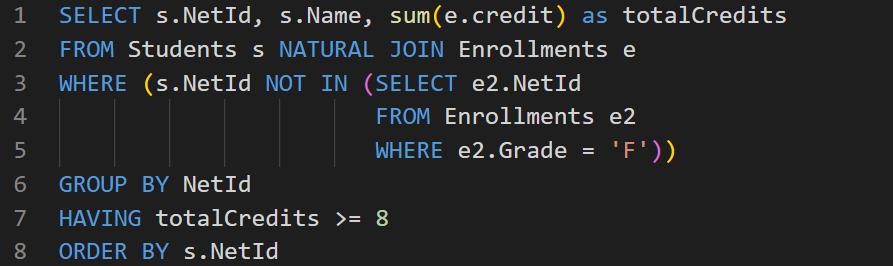 1 SELECT s.NetId, s.Name, sum(e.credit) as totalCredits
2 FROM Students s NATURAL JOIN Enrollments e
3 WHERE (s.NetId NOT IN (SELECT e2.NetId
4                        FROM Enrollments e2
5                        WHERE e2.Grade = 'F'))
6 GROUP BY NetId
7 HAVING totalCredits >= 8
8 ORDER BY s.NetId